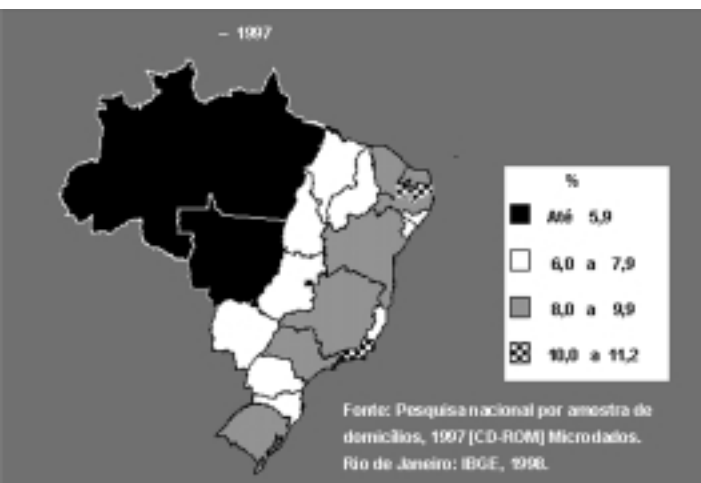 – 1997
%
Até 5,9
6,0 a 7,9
8,0 a 9,9
10,0 a 11,2
Fonte: Pesquisa nacional por amostra de
domicílios, 1997 [CD-ROM] Microdados.
Rio de Janeiro: IBGE, 1998.